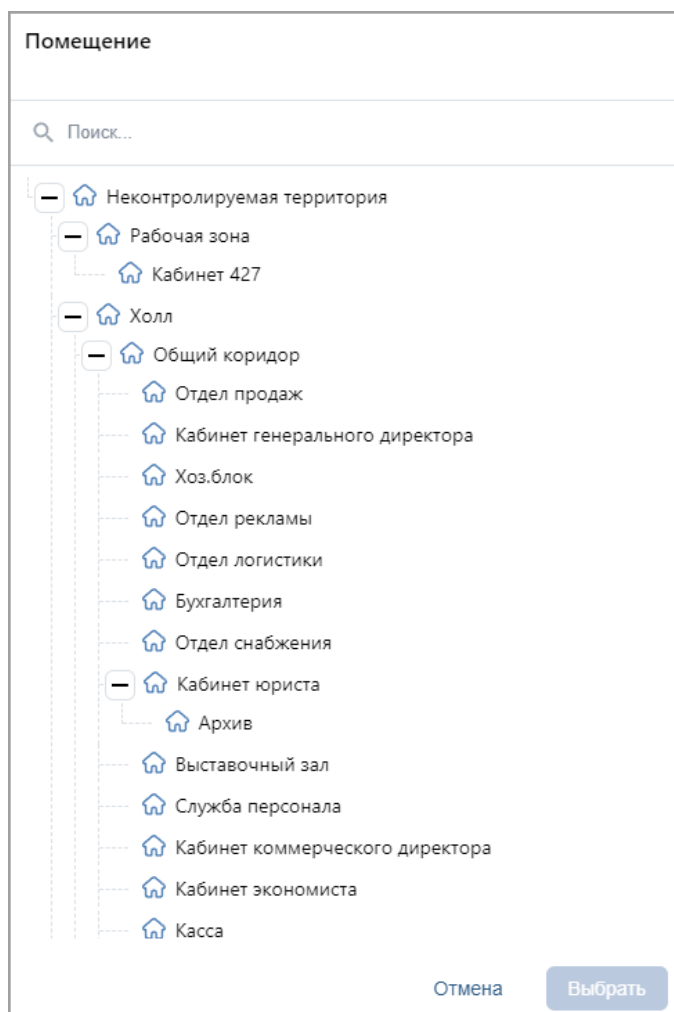 Помещение
Поиск...
Неконтролируемая территория
Рабочая зона
Кабинет 427
Холл
Общий коридор
Отдел продаж
Кабинет генерального директора
Хоз.блок
Отдел рекламы
Отдел логистики
Бухгалтерия
Отдел снабжения
Кабинет юриста
Архив
Выставочный зал
Служба персонала
Кабинет коммерческого директора
Кабинет экономиста
Касса
Отмена Выбрать